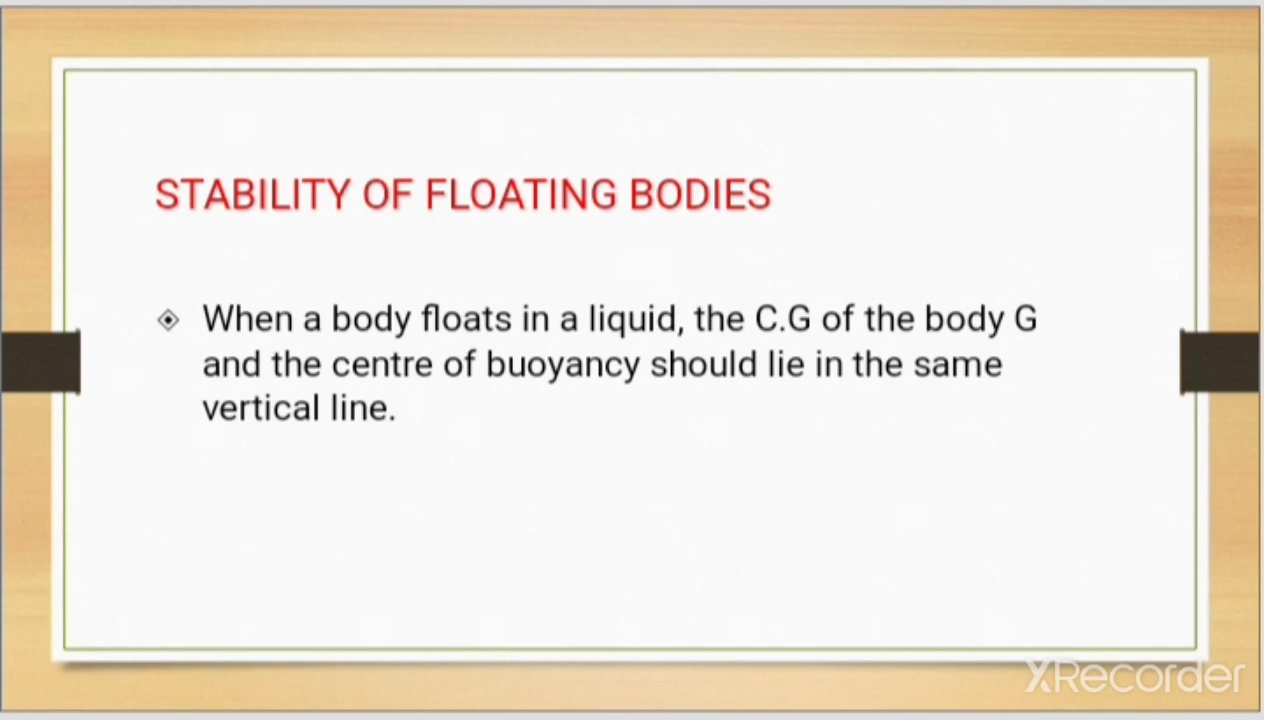 STABILITY OF FLOATING BODIES
When a body floats in a liquid, the C.G of the body G
and the centre of buoyancy should lie in the same
vertical line.
XRecorder